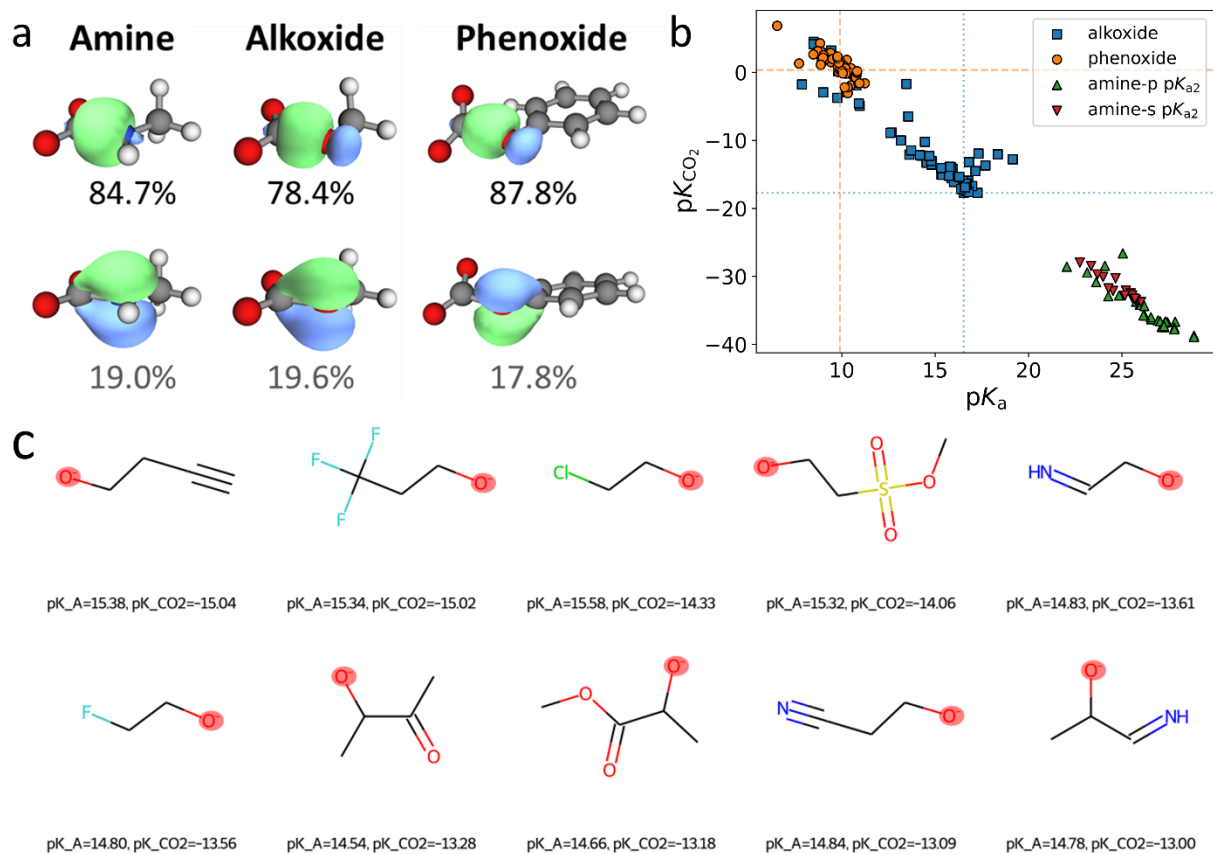 a
Amine Alkoxide Phenoxide
84.7% 78.4% 87.8%
19.0% 19.6% 17.8%
b
alkoxide
phenoxide
amine-p pKa2
amine-s pKa2
pKCO2
0
−10
−20
−30
−40
10 15 20 25
pKa
c
O⁻
F F F O⁻
Cl O⁻
O⁻ O S O O
HN O⁻
pK_A=15.38, pK_CO2=−15.04
pK_A=15.34, pK_CO2=−15.02
pK_A=15.58, pK_CO2=−14.33
pK_A=15.32, pK_CO2=−14.06
pK_A=14.83, pK_CO2=−13.61
F O⁻
O⁻ O
O O O⁻
N O⁻
O⁻ NH
pK_A=14.80, pK_CO2=−13.56
pK_A=14.54, pK_CO2=−13.28
pK_A=14.66, pK_CO2=−13.18
pK_A=14.84, pK_CO2=−13.09
pK_A=14.78, pK_CO2=−13.00